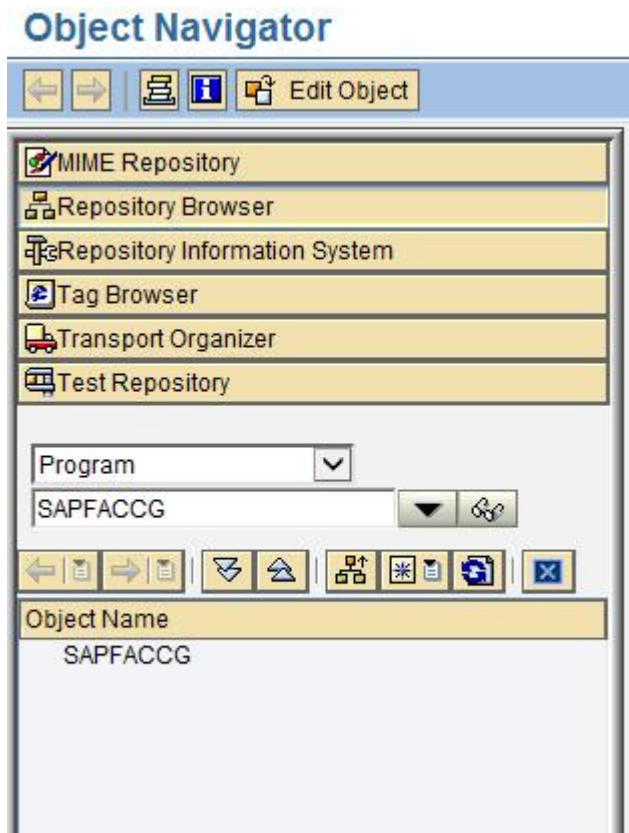 Object Navigator
Edit Object
MIME Repository
Repository Browser
Repository Information System
Tag Browser
Transport Organizer
Test Repository
Program
SAPFACCG
Object Name
SAPFACCG